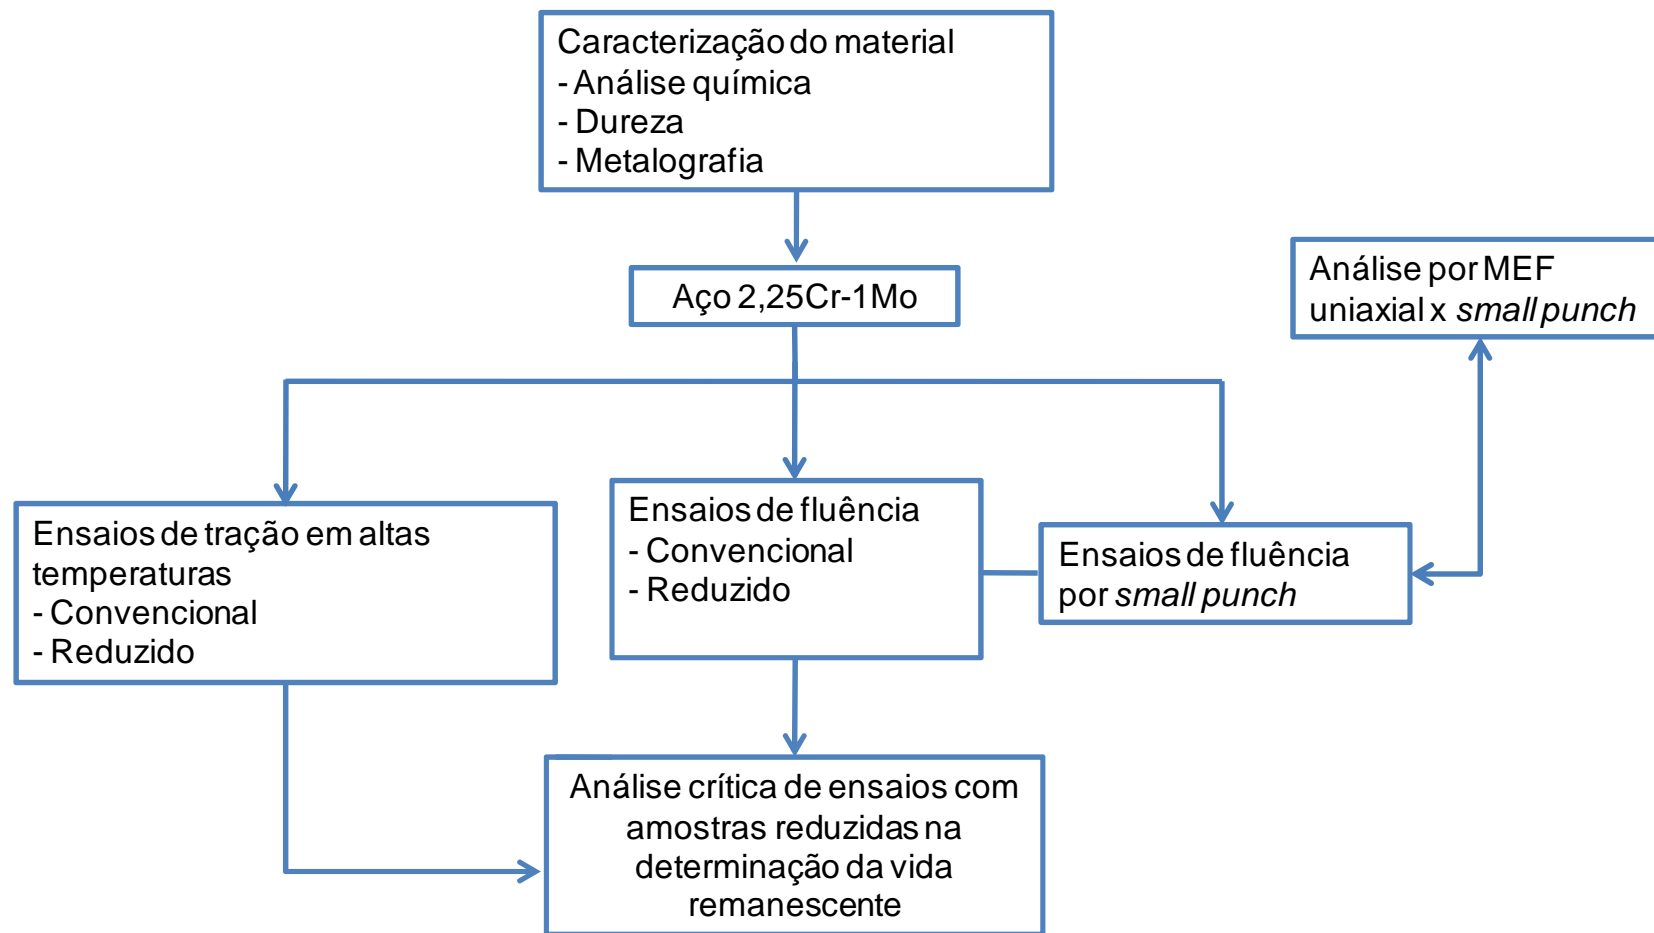 Caracterização do material
- Análise química
- Dureza
- Metalografia
Aço 2,25Cr-1Mo
Análise por MEF
uniaxial x small punch
Ensaios de tração em altas
temperaturas
- Convencional
- Reduzido
Ensaios de fluência
- Convencional
- Reduzido
Ensaios de fluência
por small punch
Análise crítica de ensaios com
amostras reduzidas na
determinação da vida
remanescente